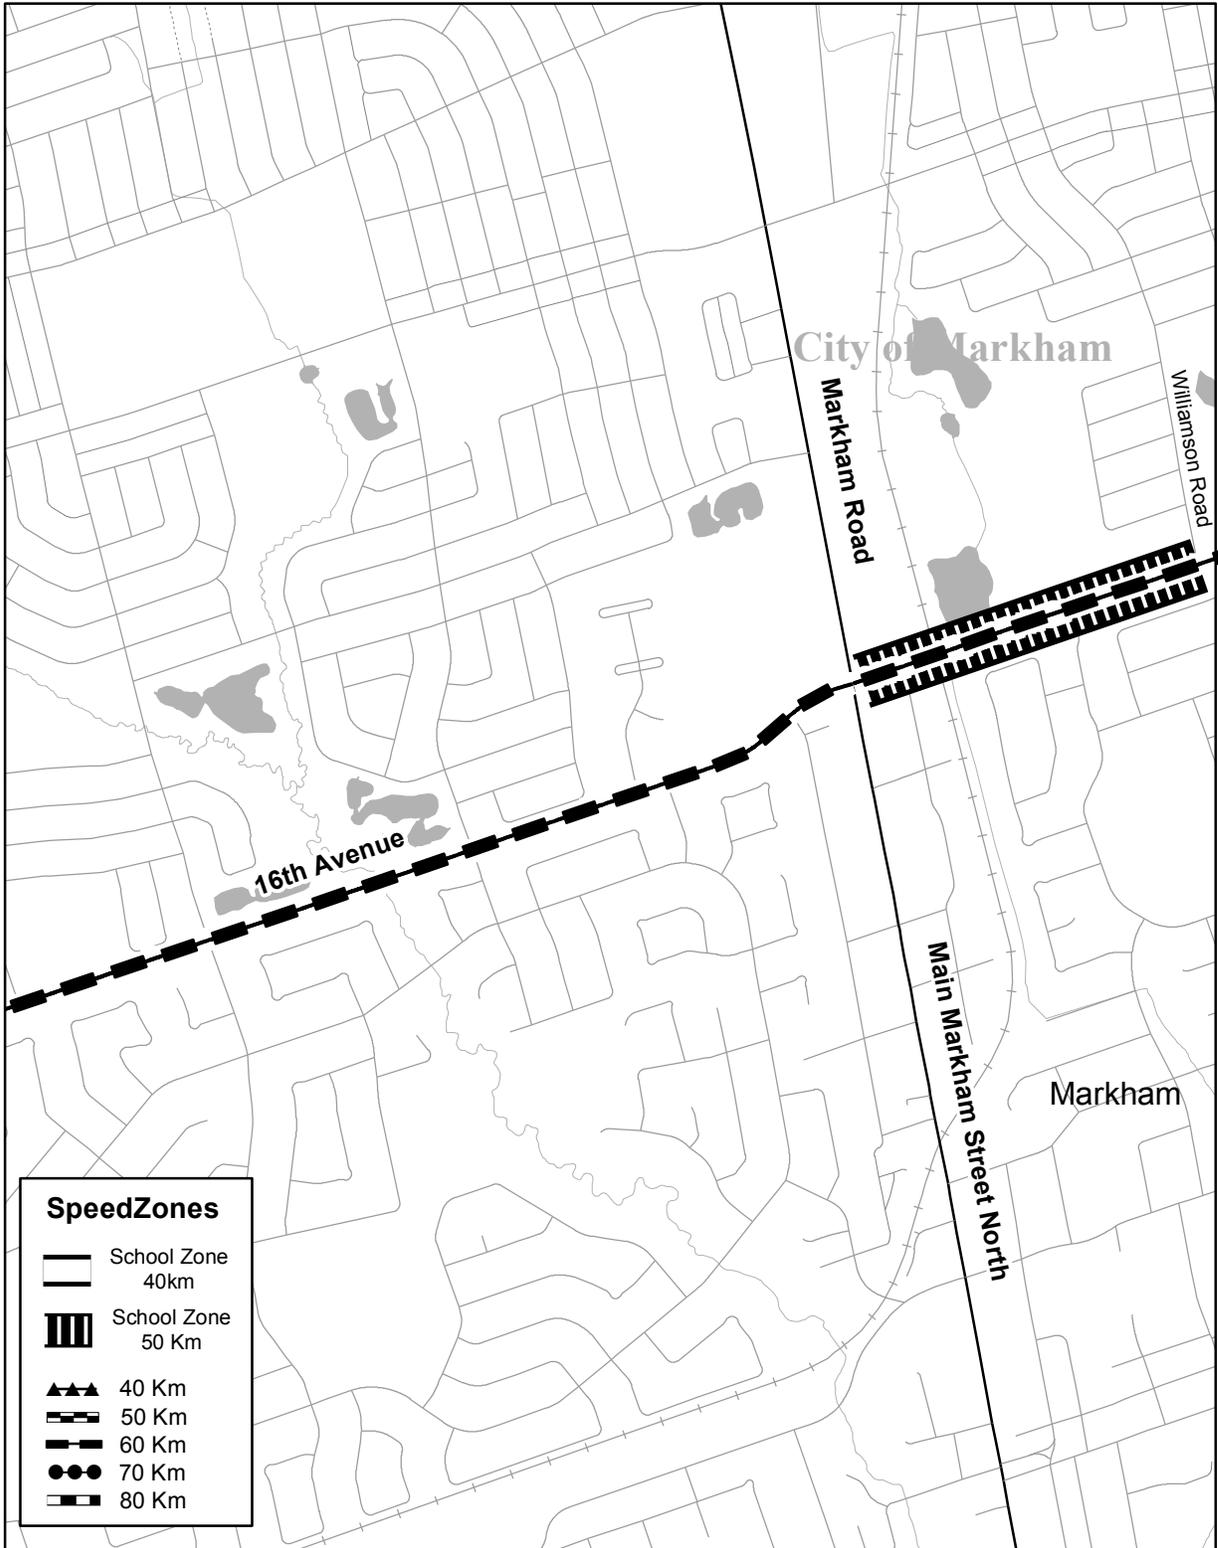 City of Markham
Markham Road
Williamson Road
16th Avenue
Main Markham Street North
Markham
SpeedZones
School Zone
40km
School Zone
50 Km
40 Km
50 Km
60 Km
70 Km
80 Km